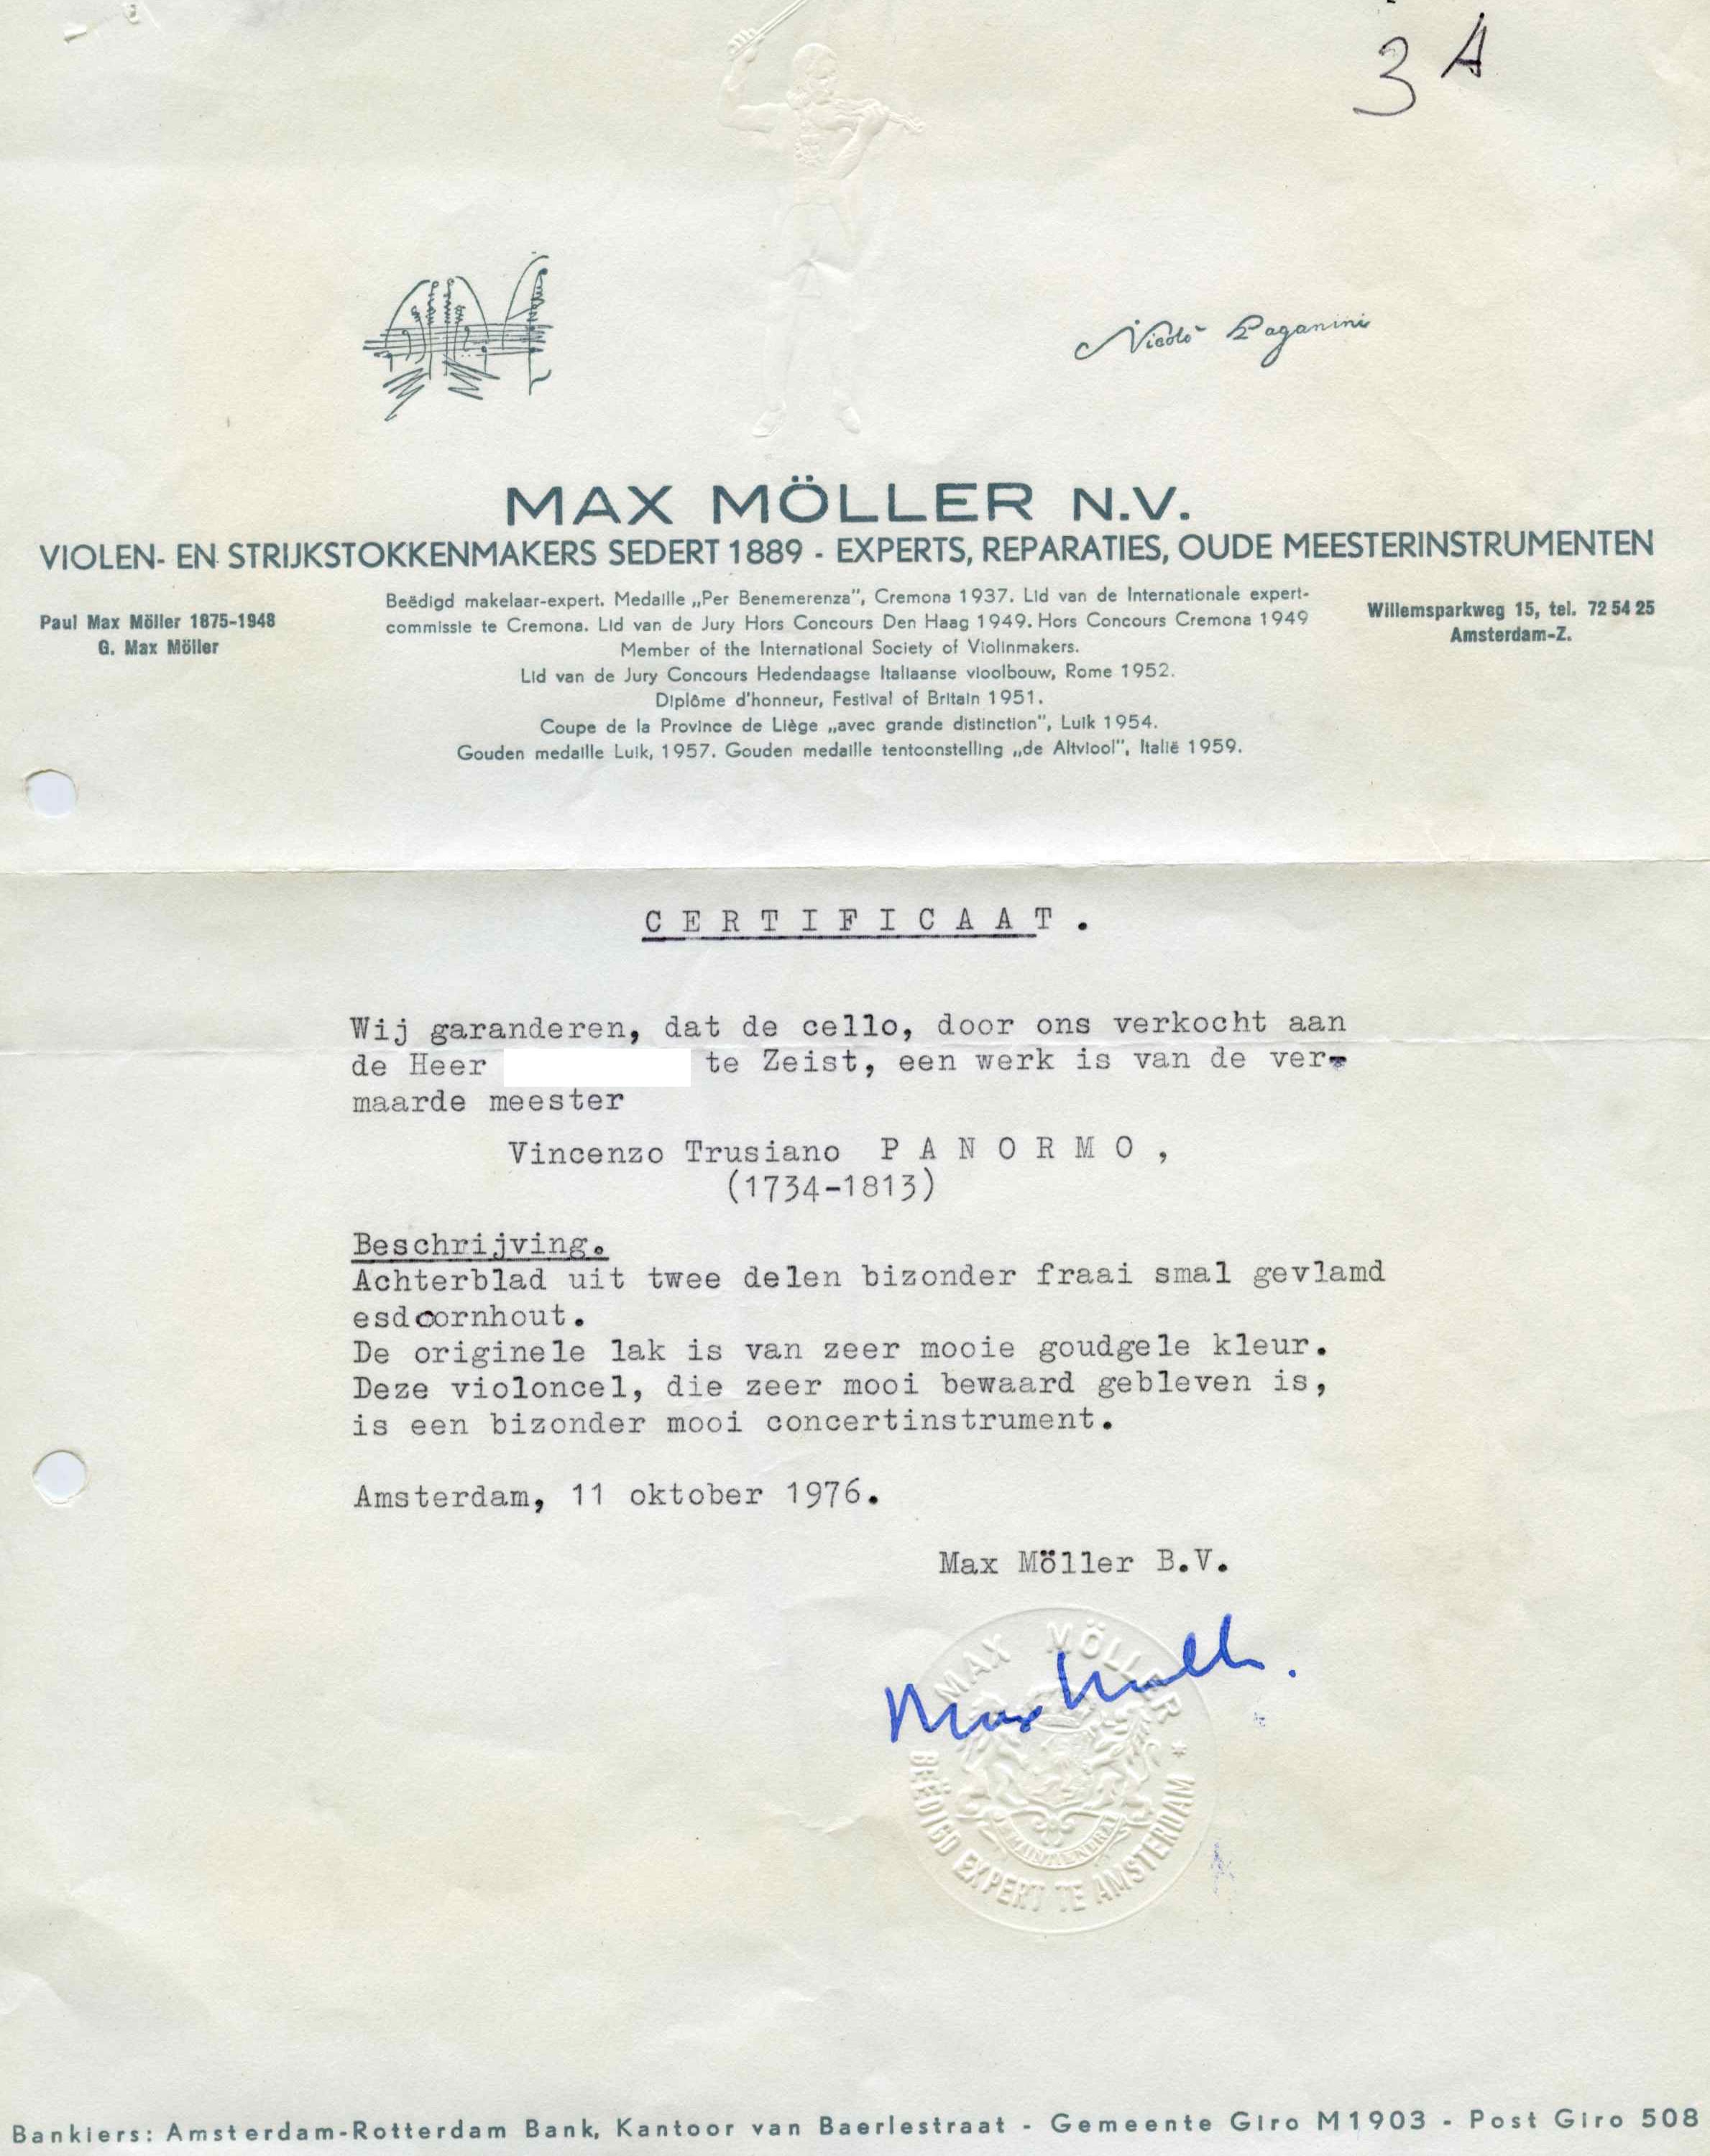 3 A
Nicolò Paganini
MAX MÖLLER N.V.
VIOLEN- EN STRIJKSTOKKENMAKERS SEDERT 1889 - EXPERTS, REPARATIES, OUDE MEESTERINSTRUMENTEN
Paul Max Möller 1875-1948
G. Max Möller
Beëdigd makelaar-expert. Medaille „Per Benemerenza", Cremona 1937. Lid van de Internationale expert-
commissie te Cremona. Lid van de Jury Hors Concours Den Haag 1949. Hors Concours Cremona 1949
Member of the International Society of Violinmakers.
Lid van de Jury Concours Hedendaagse Italiaanse vioolbouw, Rome 1952.
Diplôme d'honneur, Festival of Britain 1951.
Coupe de la Province de Liège „avec grande distinction", Luik 1954.
Gouden medaille Luik, 1957. Gouden medaille tentoonstelling „de Altviool", Italië 1959.
Willemsparkweg 15, tel. 72 54 25
Amsterdam-Z.
CERTIFICAAT.
Wij garanderen, dat de cello, door ons verkocht aan
de Heer te Zeist, een werk is van de ver-
maarde meester
Vincenzo Trusiano PANORMO,
(1734-1813)
Beschrijving.
Achterblad uit twee delen bizonder fraai smal gevlamd
esdoornhout.
De originele lak is van zeer mooie goudgele kleur.
Deze violoncel, die zeer mooi bewaard gebleven is,
is een bizonder mooi concertinstrument.
Amsterdam, 11 oktober 1976.
Max Möller B.V.
Max Möller.
MAX MÖLLER
BEËDIGD EXPERT TE AMSTERDAM *
Bankiers: Amsterdam-Rotterdam Bank, Kantoor van Baerlestraat - Gemeente Giro M1903 - Post Giro 508